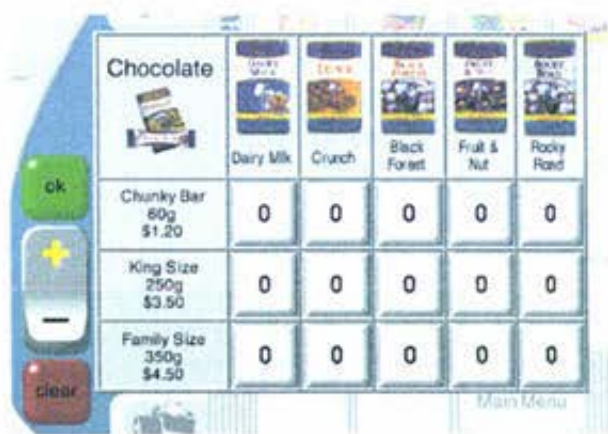 Chocolate
Dairy Milk
Crunch
Black
Forest
Fruit &
Nut
Rocky
Road
ok
Chunky Bar
60g
$1.20
0 0 0 0 0
King Size
250g
$3.50
0 0 0 0 0
Family Size
350g
$4.50
0 0 0 0 0
clear
Main Menu